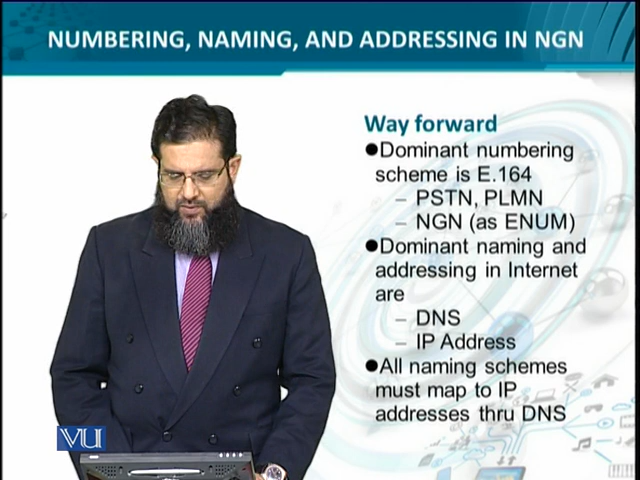 NUMBERING, NAMING, AND ADDRESSING IN NGN
Way forward
●Dominant numbering
scheme is E.164
– PSTN, PLMN
– NGN (as ENUM)
●Dominant naming and
addressing in Internet
are
– DNS
– IP Address
●All naming schemes
must map to IP
addresses thru DNS
VU